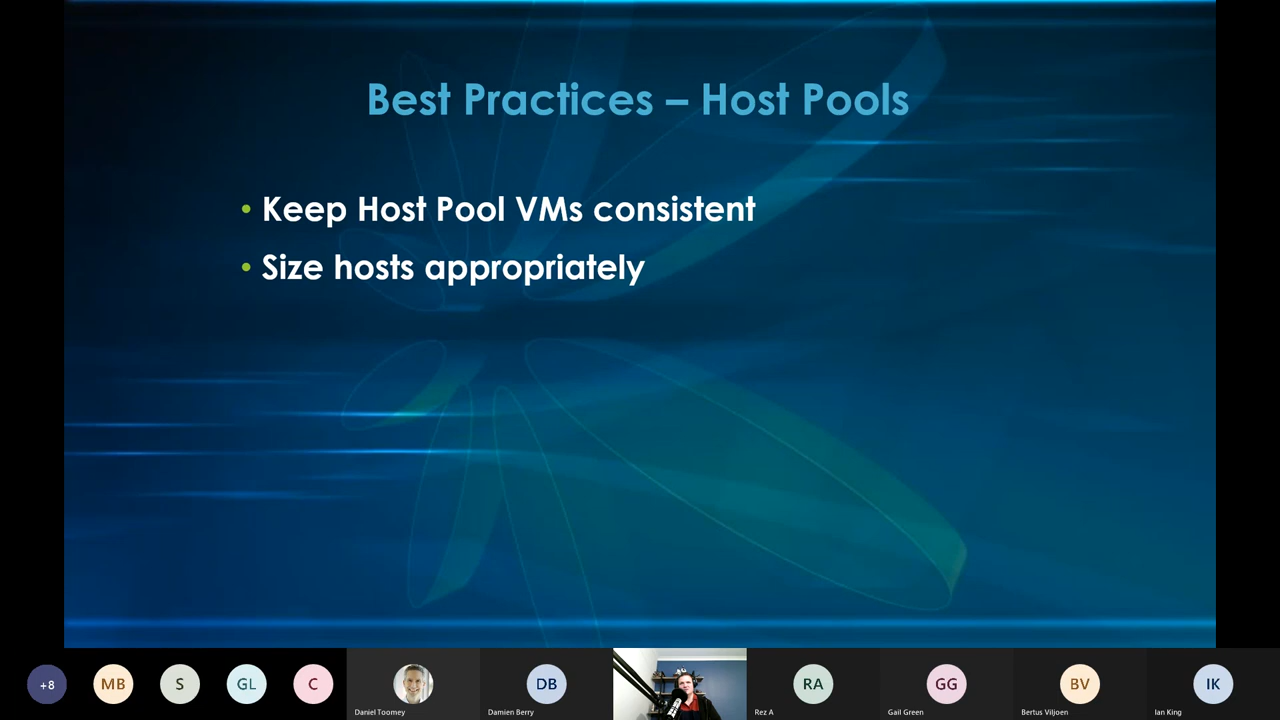 Best Practices – Host Pools
• Keep Host Pool VMs consistent
• Size hosts appropriately
+8
MB
S
GL
C
Daniel Toomey
DB
Damien Berry
RA
Rez A
GG
Gail Green
BV
Bertus Viljoen
IK
Ian King